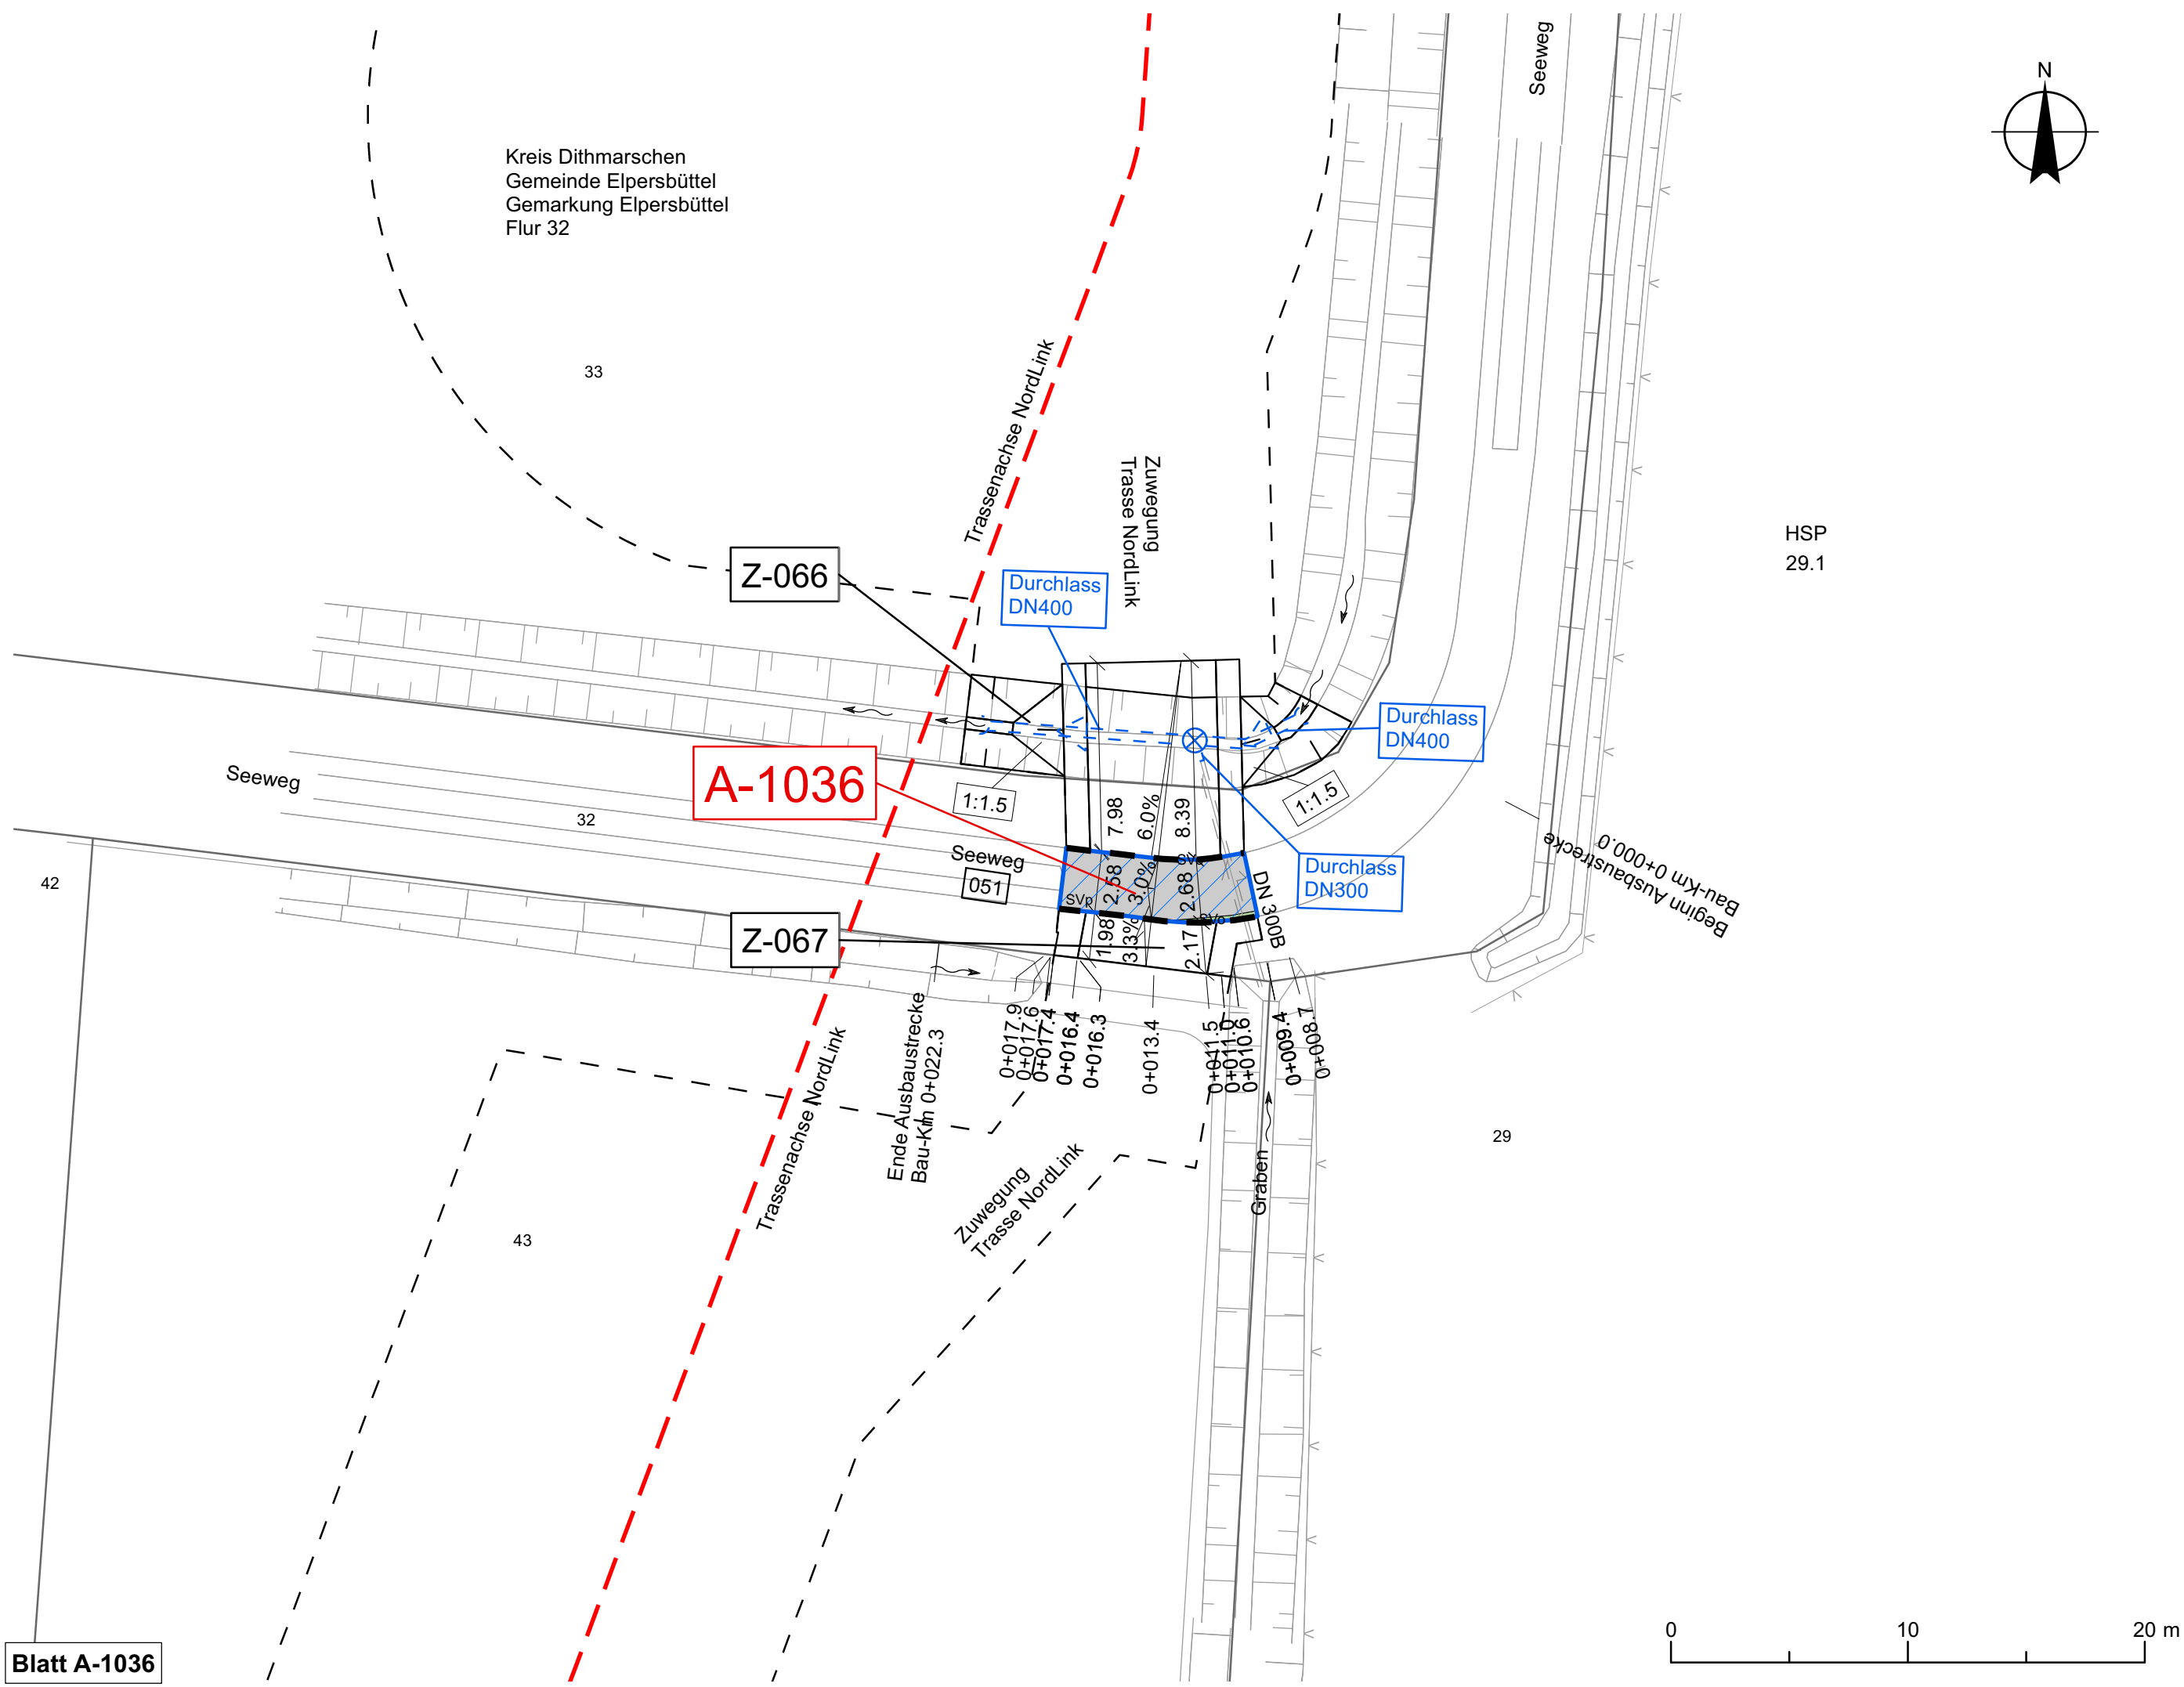 Seeweg
N
Kreis Dithmarschen
Gemeinde Elpersbüttel
Gemarkung Elpersbüttel
Flur 32
33
Trassenachse NordLink
Zuwegung
Trasse NordLink
HSP
29.1
Z-066
Durchlass
DN400
Durchlass
DN400
A-1036
Seeweg
32
1:1.5
7.98
6.0%
8.39
1:1.5
Beginn Ausbaustrecke
Bau-Km 0+000.0
Seeweg
051
SVp
2.58
3.0%
2.68
Durchlass
DN300
DN 300B
42
Z-067
1.98
3.3%
2.17
Ende Ausbaustrecke
Bau-Km 0+022.3
0+017.9
0+017.6
0+017.4
0+016.4
0+016.3
0+013.4
0+011.5
0+011.0
0+010.6
0+009.4
0+008.7
Trassenachse NordLink
Zuwegung
Trasse NordLink
Graben
29
43
0 10 20 m
Blatt A-1036